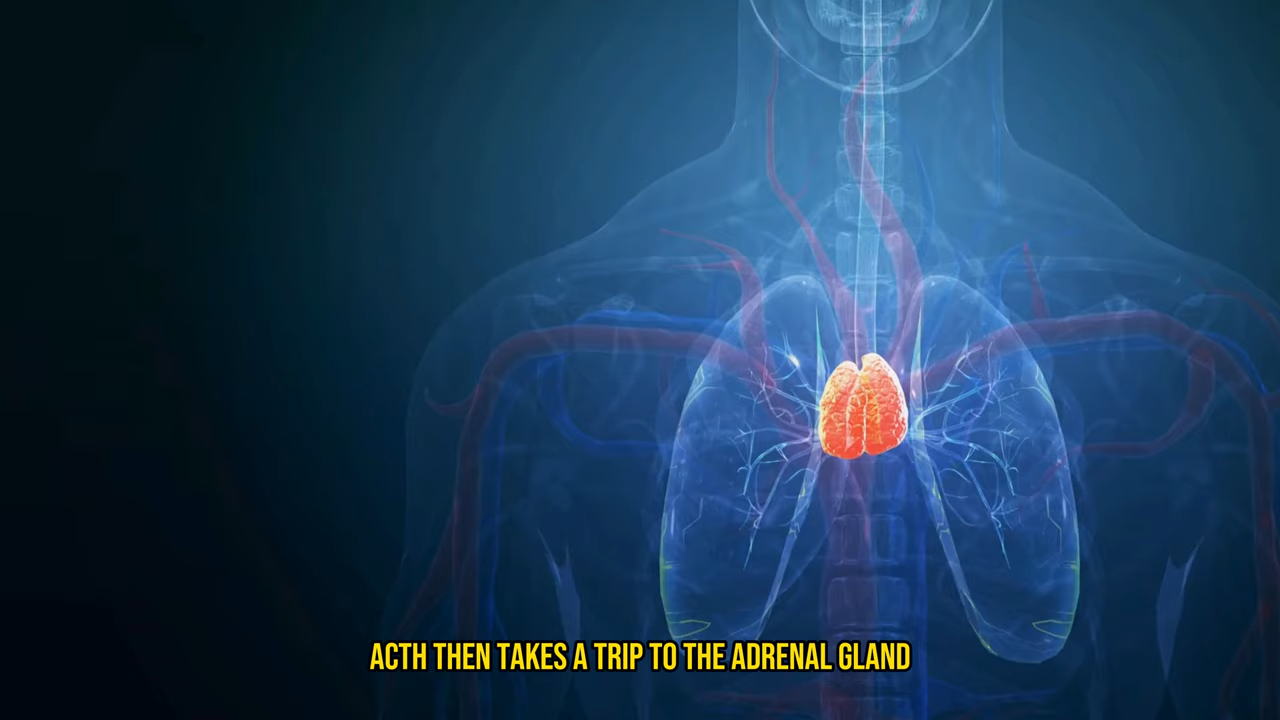 ACTH THEN TAKES A TRIP TO THE ADRENAL GLAND